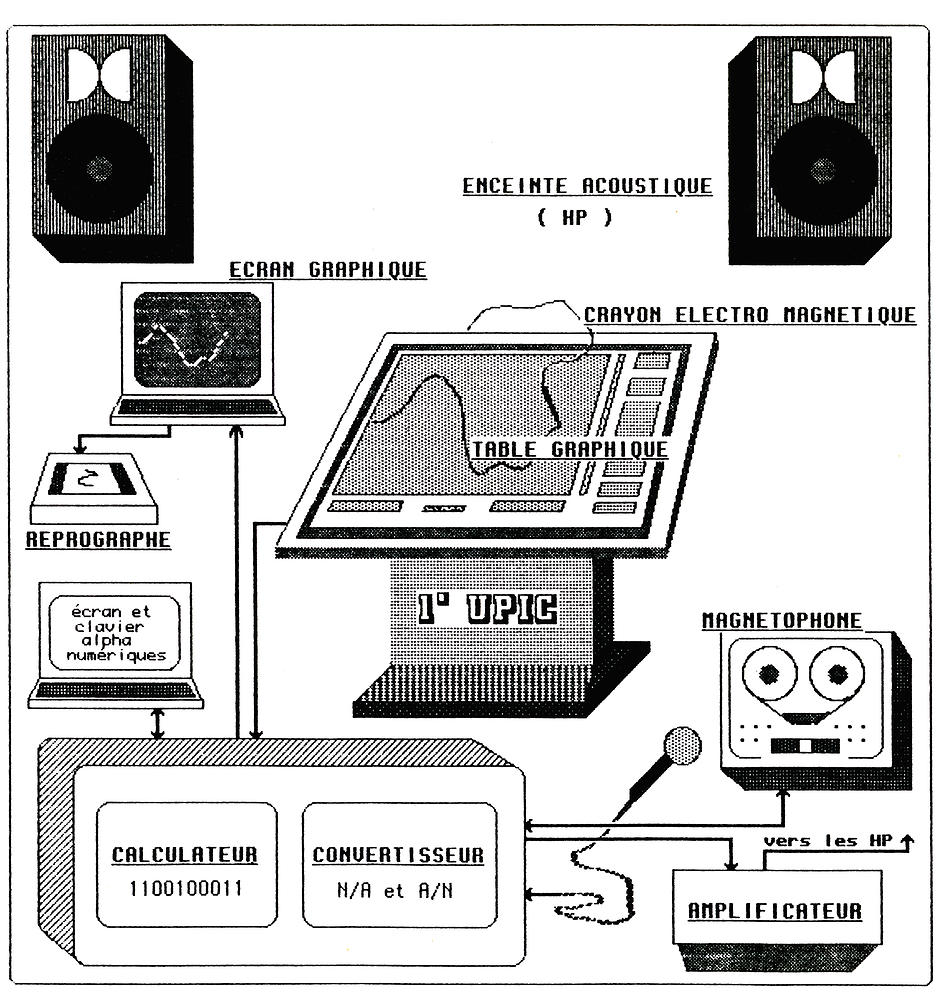 ENCEINTE ACOUSTIQUE
( HP )
ECRAN GRAPHIQUE
CRAYON ELECTRO MAGNETIQUE
TABLE GRAPHIQUE
REPROGRAPHE
écran et
clavier
alpha
numériques
l' UPIC
MAGNETOPHONE
vers les HP
CALCULATEUR
1100100011
CONVERTISSEUR
N/A et A/N
AMPLIFICATEUR